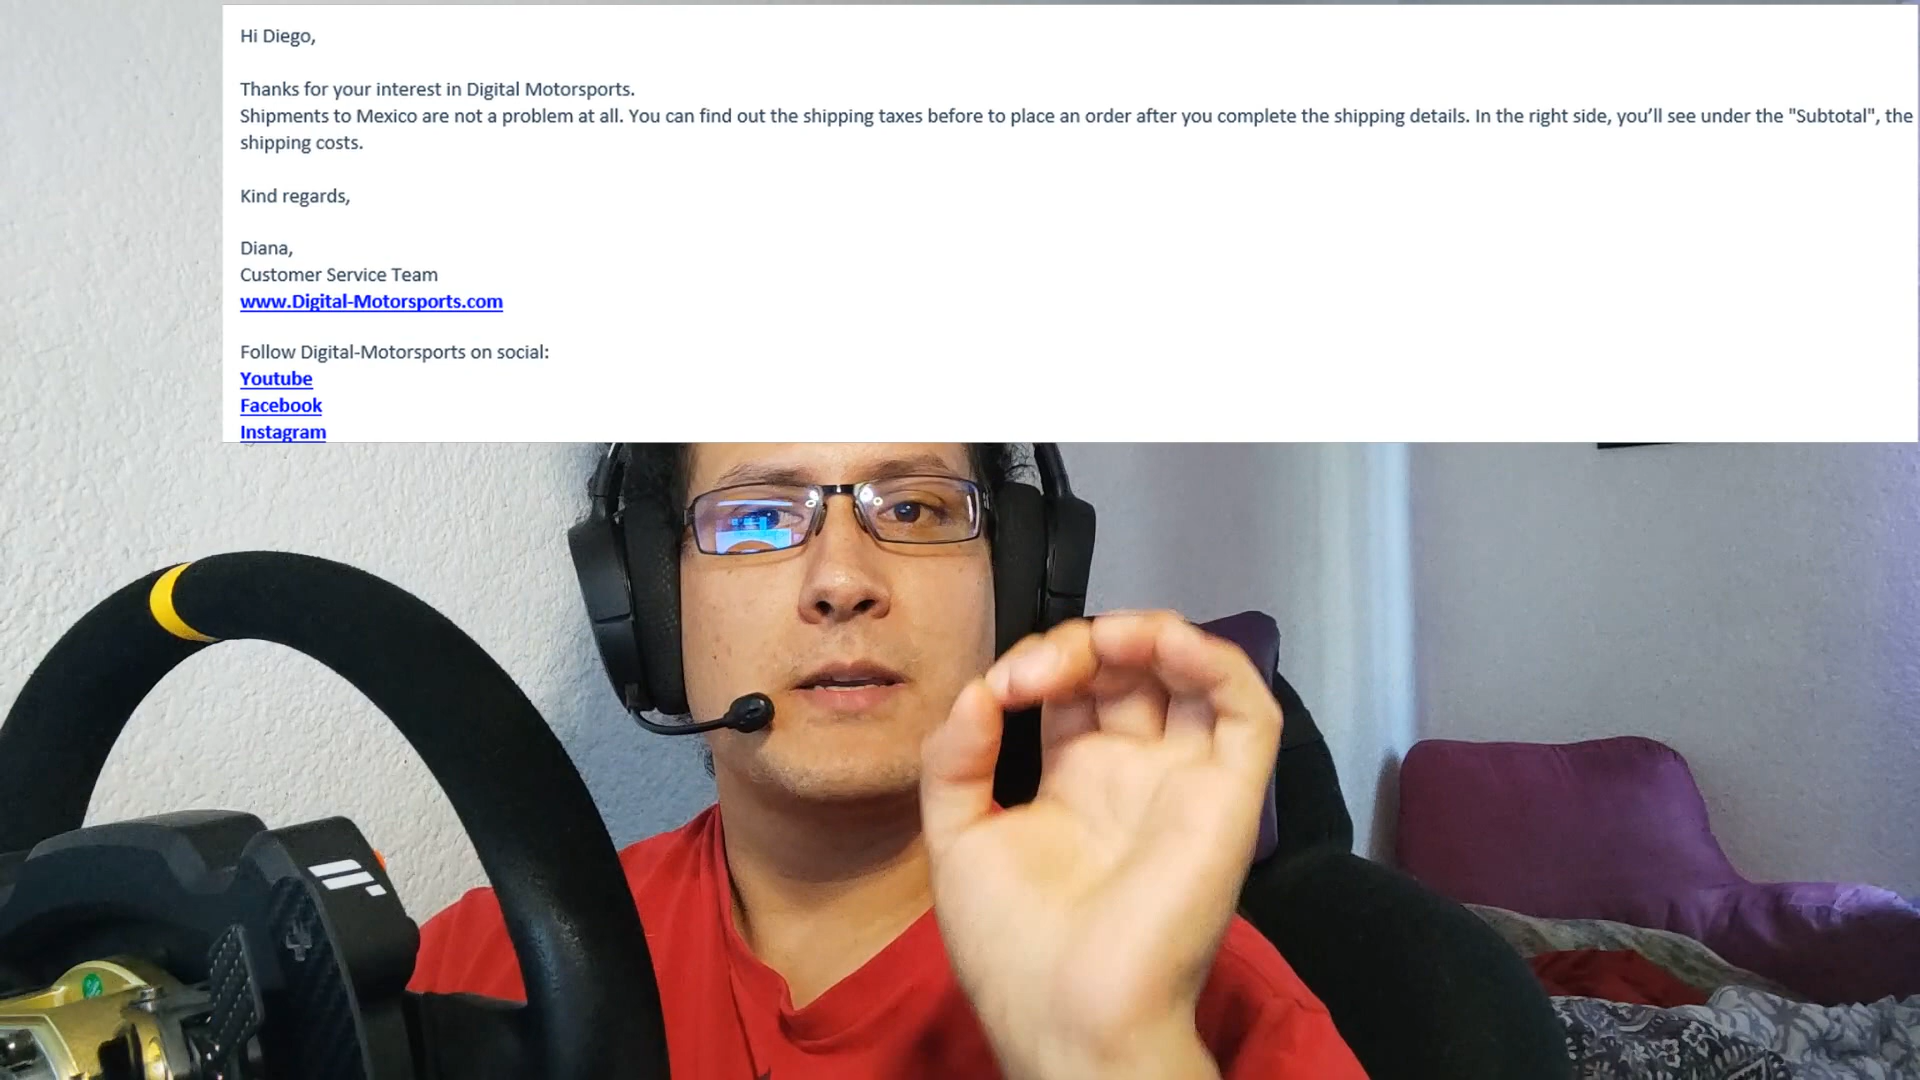 Hi Diego,
Thanks for your interest in Digital Motorsports.
Shipments to Mexico are not a problem at all. You can find out the shipping taxes before to place an order after you complete the shipping details. In the right side, you’ll see under the "Subtotal", the
shipping costs.
Kind regards,
Diana,
Customer Service Team
www.Digital-Motorsports.com
Follow Digital-Motorsports on social:
Youtube
Facebook
Instagram